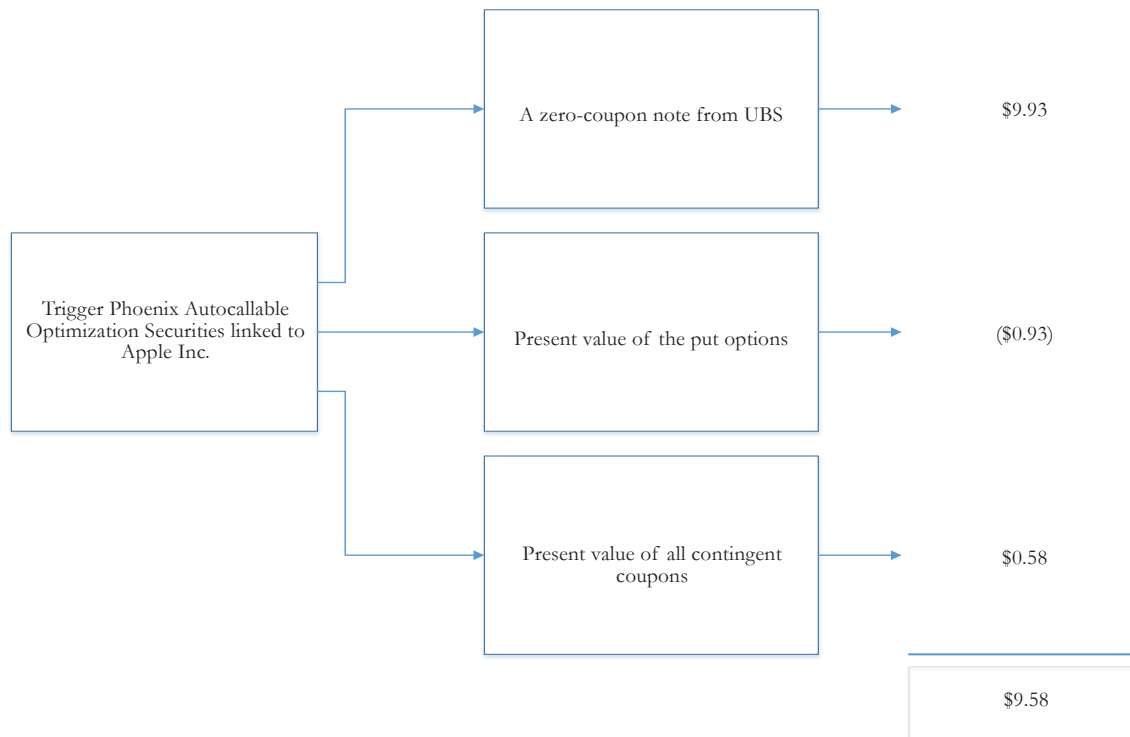 A zero-coupon note from UBS
$9.93
Trigger Phoenix Autocallable
Optimization Securities linked to
Apple Inc.
Present value of the put options
($0.93)
Present value of all contingent
coupons
$0.58
$9.58